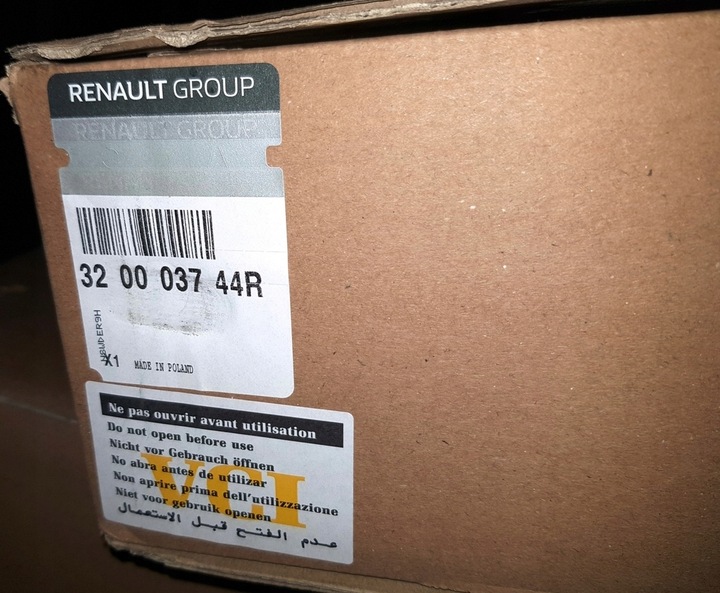 RENAULT GROUP
RENAULT GROUP
32 00 037 44R
X1 MADE IN POLAND
Ne pas ouvrir avant utilisation
Do not open before use
Nicht vor Gebrauch öffnen
No abra antes de utilizar
Non aprire prima dell'utilizzazione
Niet voor gebruik openen
VCI
عدم الفتح قبل الاستعمال